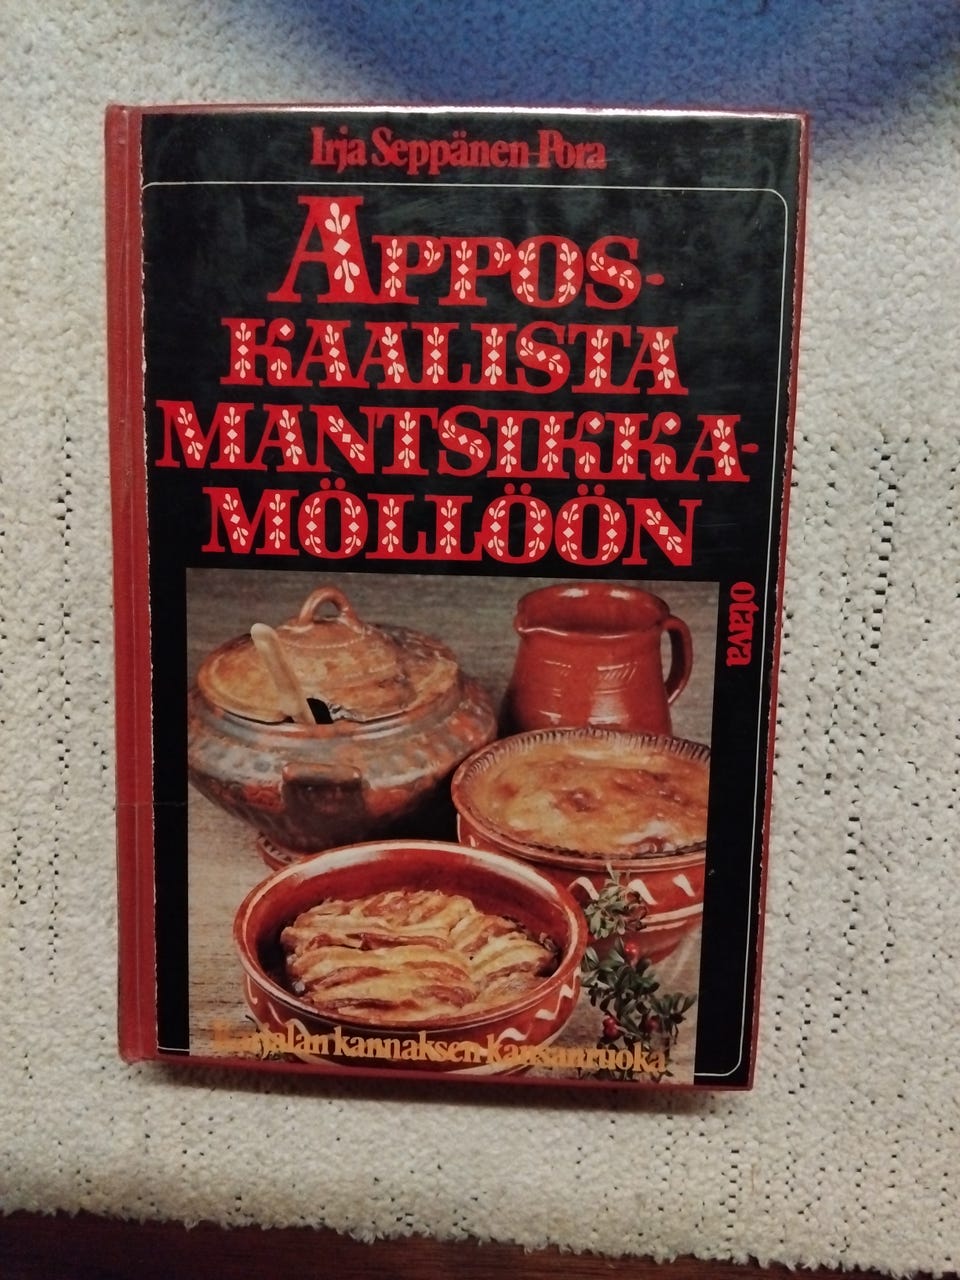 Irja Seppänen-Pora
APPOS-
KAALISTA
MANTSIKKA-
MÖLLÖÖN
otava
Karjalan kannaksen kansanruoka